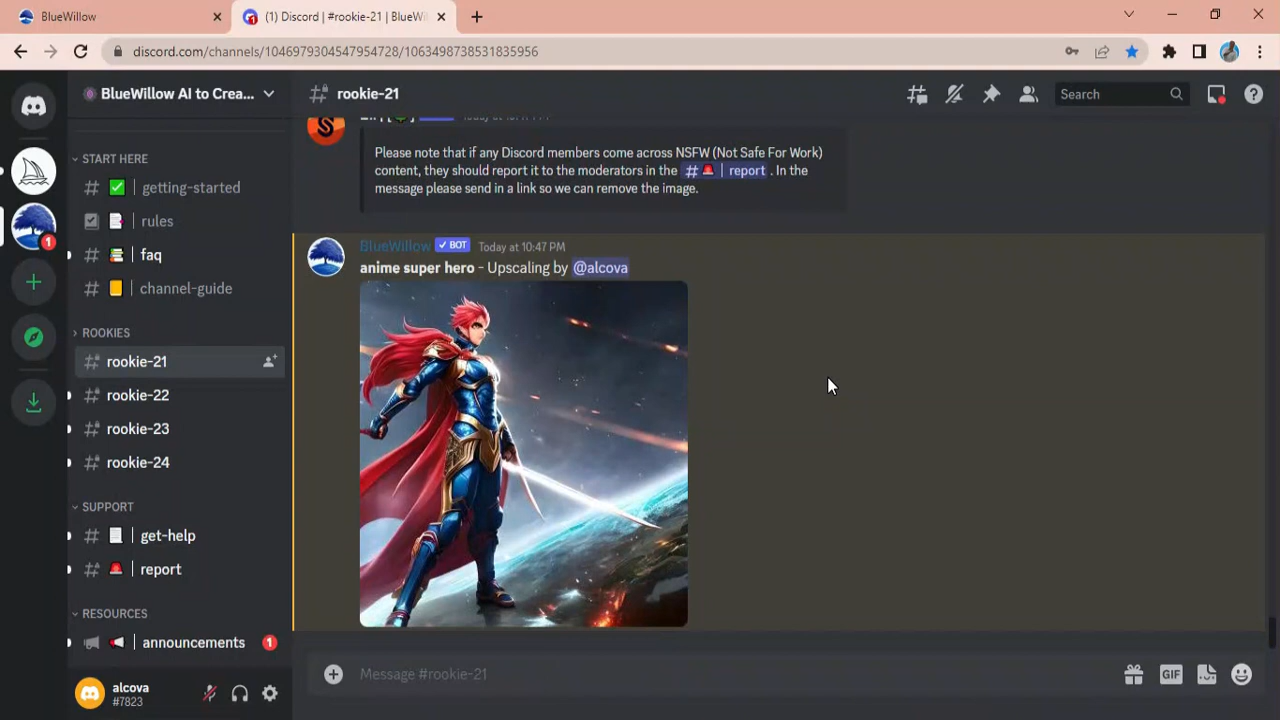 BlueWillow
(1) Discord | #rookie-21 | BlueWi
discord.com/channels/1046979304547954728/1063498738531835956
BlueWillow AI to Crea...
rookie-21
Search
START HERE
getting-started
rules
faq
channel-guide
ROOKIES
rookie-21
rookie-22
rookie-23
rookie-24
SUPPORT
get-help
report
RESOURCES
announcements 1
alcova
#7823
1
Please note that if any Discord members come across NSFW (Not Safe For Work)
content, they should report it to the moderators in the # | report . In the
message please send in a link so we can remove the image.
BlueWillow BOT Today at 10:47 PM
anime super hero - Upscaling by @alcova
Message #rookie-21
GIF